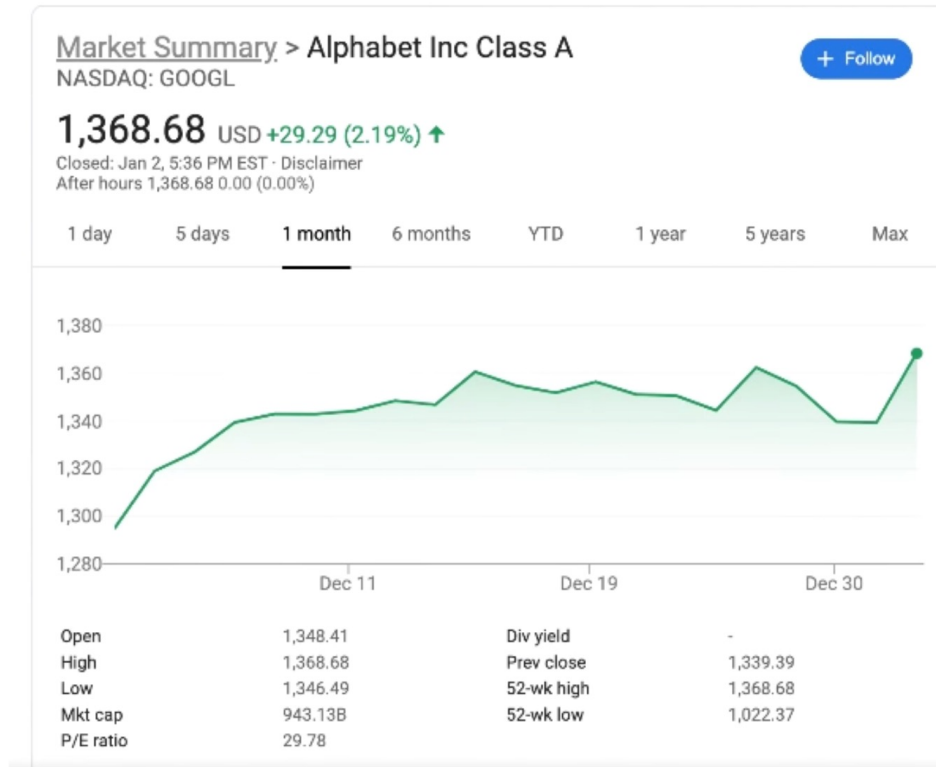 Market Summary > Alphabet Inc Class A
NASDAQ: GOOGL
+ Follow
1,368.68 USD +29.29 (2.19%) ↑
Closed: Jan 2, 5:36 PM EST · Disclaimer
After hours 1,368.68 0.00 (0.00%)
1 day 5 days 1 month 6 months YTD 1 year 5 years Max
1,380
1,360
1,340
1,320
1,300
1,280
Dec 11 Dec 19 Dec 30
Open 1,348.41 Div yield -
High 1,368.68 Prev close 1,339.39
Low 1,346.49 52-wk high 1,368.68
Mkt cap 943.13B 52-wk low 1,022.37
P/E ratio 29.78